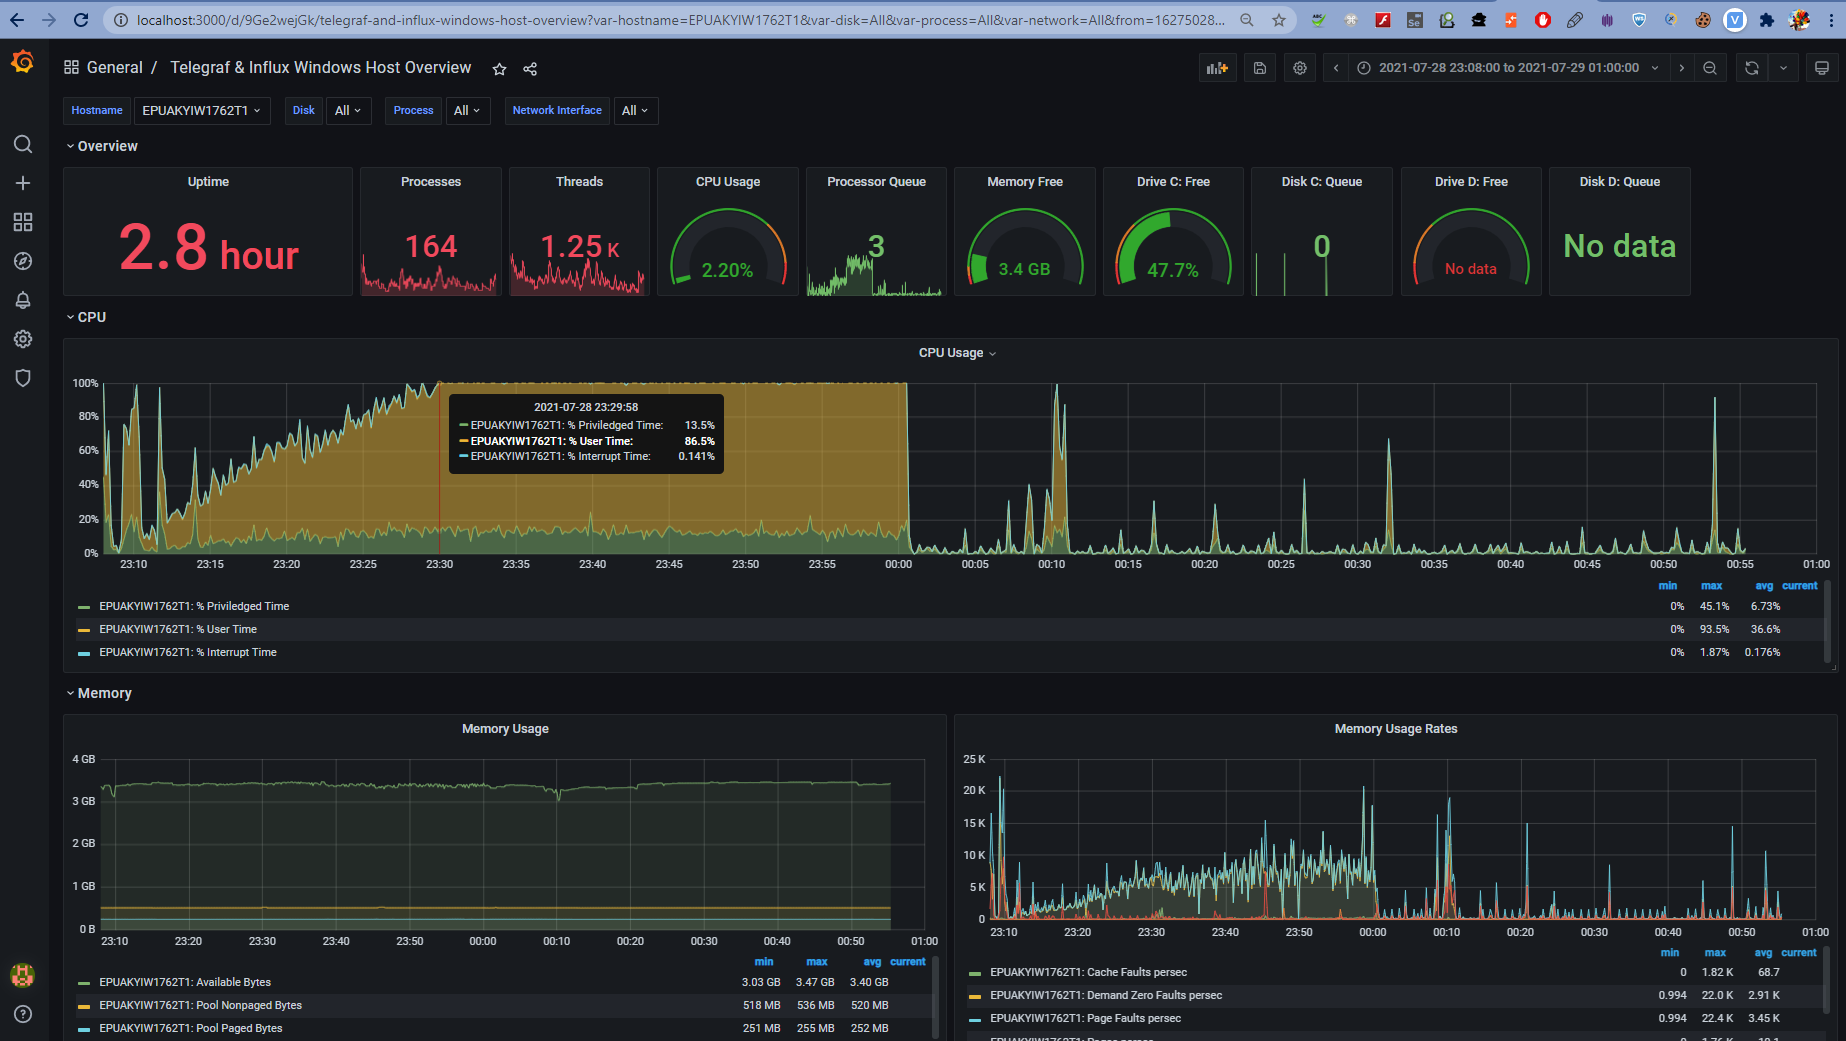 localhost:3000/d/9Ge2wejGk/telegraf-and-influx-windows-host-overview?var-hostname=EPUAKYIW1762T1&var-disk=All&var-process=All&var-network=All&from=16275028...
General / Telegraf & Influx Windows Host Overview
2021-07-28 23:08:00 to 2021-07-29 01:00:00
Hostname EPUAKYIW1762T1 Disk All Process All Network Interface All
Overview
Uptime Processes Threads CPU Usage Processor Queue Memory Free Drive C: Free Disk C: Queue Drive D: Free Disk D: Queue
2.8 hour 164 1.25 K 2.20% 3 3.4 GB 47.7% 0 No data No data
CPU
CPU Usage
100%
80%
60%
40%
20%
0%
2021-07-28 23:29:58
EPUAKYIW1762T1: % Priviledged Time: 13.5%
EPUAKYIW1762T1: % User Time: 86.5%
EPUAKYIW1762T1: % Interrupt Time: 0.141%
23:10 23:15 23:20 23:25 23:30 23:35 23:40 23:45 23:50 23:55 00:00 00:05 00:10 00:15 00:20 00:25 00:30 00:35 00:40 00:45 00:50 00:55 01:00
min max avg current
EPUAKYIW1762T1: % Priviledged Time 0% 45.1% 6.73%
EPUAKYIW1762T1: % User Time 0% 93.5% 36.6%
EPUAKYIW1762T1: % Interrupt Time 0% 1.87% 0.176%
Memory
Memory Usage
4 GB
3 GB
2 GB
1 GB
0 B
23:10 23:20 23:30 23:40 23:50 00:00 00:10 00:20 00:30 00:40 00:50 01:00
min max avg current
EPUAKYIW1762T1: Available Bytes 3.03 GB 3.47 GB 3.40 GB
EPUAKYIW1762T1: Pool Nonpaged Bytes 518 MB 536 MB 520 MB
EPUAKYIW1762T1: Pool Paged Bytes 251 MB 255 MB 252 MB
Memory Usage Rates
25 K
20 K
15 K
10 K
5 K
0
23:10 23:20 23:30 23:40 23:50 00:00 00:10 00:20 00:30 00:40 00:50 01:00
min max avg current
EPUAKYIW1762T1: Cache Faults persec 0 1.82 K 68.7
EPUAKYIW1762T1: Demand Zero Faults persec 0.994 22.0 K 2.91 K
EPUAKYIW1762T1: Page Faults persec 0.994 22.4 K 3.45 K